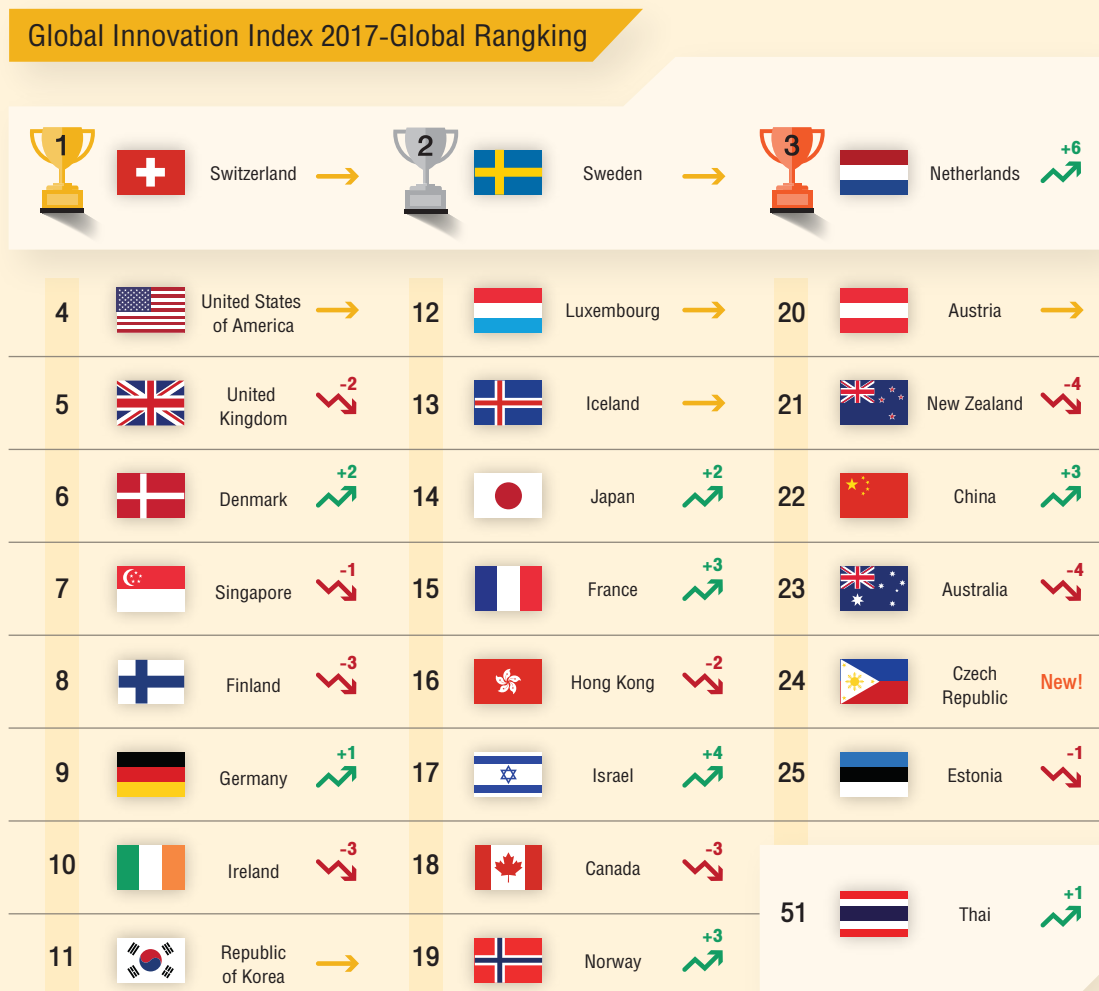 Global Innovation Index 2017-Global Rangking
1
Switzerland
2
Sweden
3
Netherlands
+6
4
United States
of America
5
United
Kingdom
-2
6
Denmark
+2
7
Singapore
-1
8
Finland
-3
9
Germany
+1
10
Ireland
-3
11
Republic
of Korea
12
Luxembourg
13
Iceland
14
Japan
+2
15
France
+3
16
Hong Kong
-2
17
Israel
+4
18
Canada
-3
19
Norway
+3
20
Austria
21
New Zealand
-4
22
China
+3
23
Australia
-4
24
Czech
Republic
New!
25
Estonia
-1
51
Thai
+1